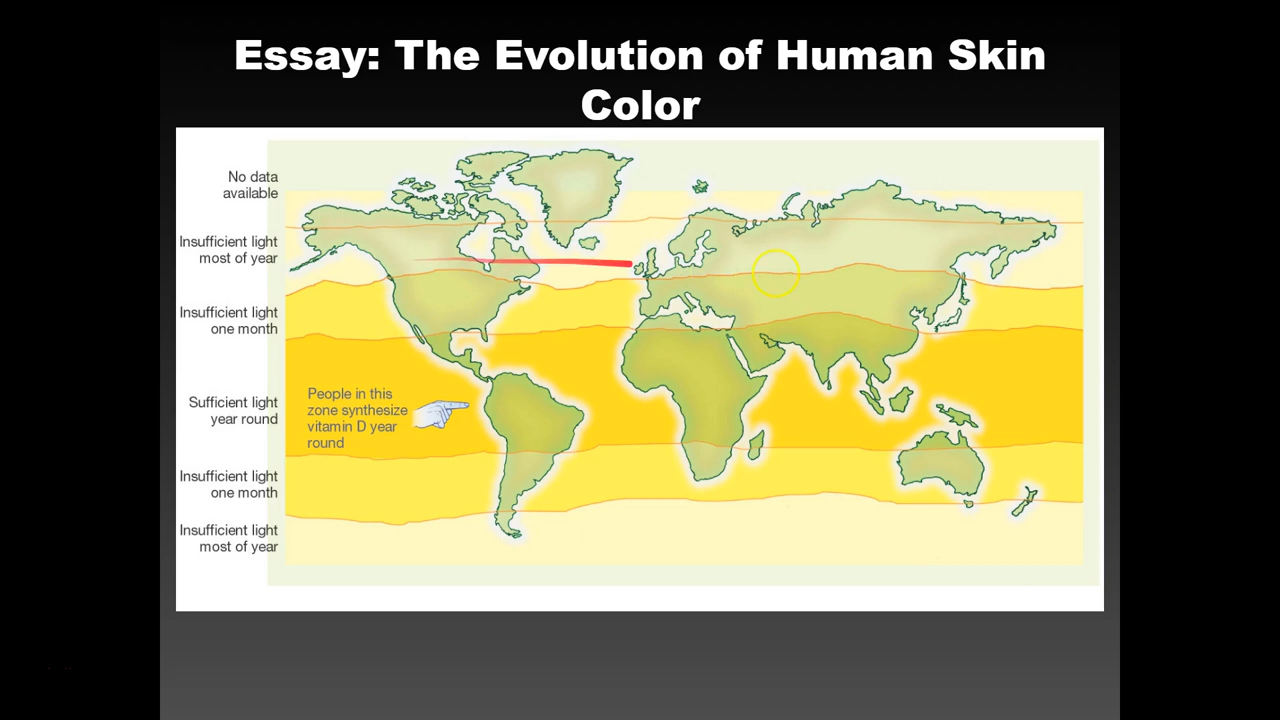 Essay: The Evolution of Human Skin
Color
No data
available
Insufficient light
most of year
Insufficient light
one month
Sufficient light
year round
People in this
zone synthesize
vitamin D year
round
Insufficient light
one month
Insufficient light
most of year